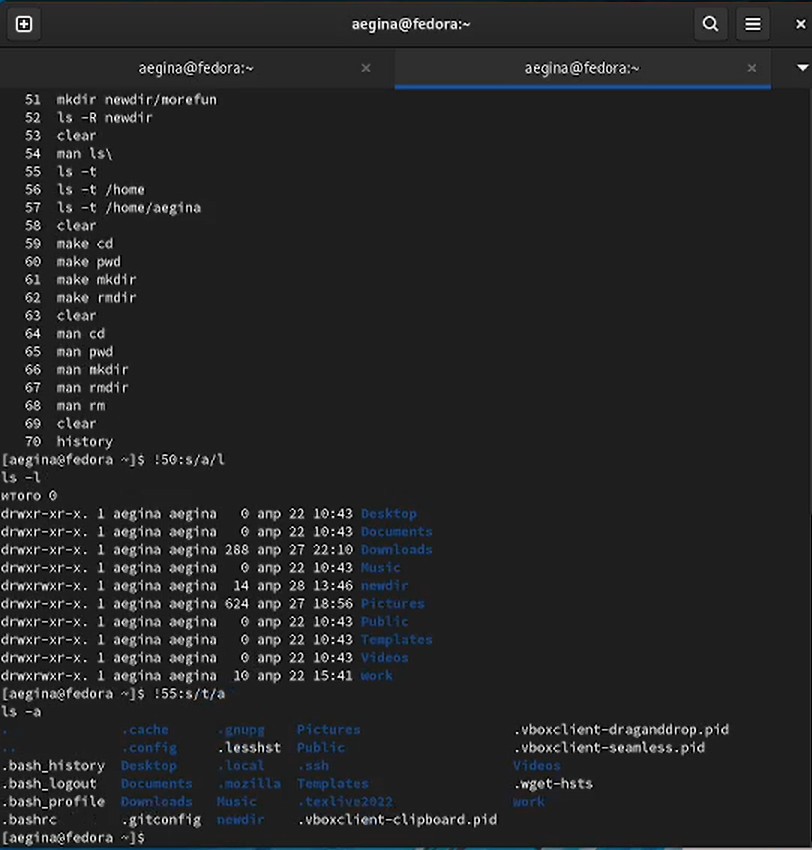 aegina@fedora:~
aegina@fedora:~ × aegina@fedora:~ ×
51 mkdir newdir/morefun
52 ls -R newdir
53 clear
54 man ls\
55 ls -t
56 ls -t /home
57 ls -t /home/aegina
58 clear
59 make cd
60 make pwd
61 make mkdir
62 make rmdir
63 clear
64 man cd
65 man pwd
66 man mkdir
67 man rmdir
68 man rm
69 clear
70 history
[aegina@fedora ~]$ !50:s/a/l
ls -l
итого 0
drwxr-xr-x. 1 aegina aegina 0 апр 22 10:43 Desktop
drwxr-xr-x. 1 aegina aegina 0 апр 22 10:43 Documents
drwxr-xr-x. 1 aegina aegina 288 апр 27 22:10 Downloads
drwxr-xr-x. 1 aegina aegina 0 апр 22 10:43 Music
drwxrwxr-x. 1 aegina aegina 14 апр 28 13:46 newdir
drwxr-xr-x. 1 aegina aegina 624 апр 27 18:56 Pictures
drwxr-xr-x. 1 aegina aegina 0 апр 22 10:43 Public
drwxr-xr-x. 1 aegina aegina 0 апр 22 10:43 Templates
drwxr-xr-x. 1 aegina aegina 0 апр 22 10:43 Videos
drwxrwxr-x. 1 aegina aegina 10 апр 22 15:41 work
[aegina@fedora ~]$ !55:s/t/a
ls -a
. .cache .gnupg Pictures .vboxclient-draganddrop.pid
.. .config .lesshst Public .vboxclient-seamless.pid
.bash_history Desktop .local .ssh Videos
.bash_logout Documents .mozilla Templates .wget-hsts
.bash_profile Downloads Music .texlive2022 work
.bashrc .gitconfig newdir .vboxclient-clipboard.pid
[aegina@fedora ~]$